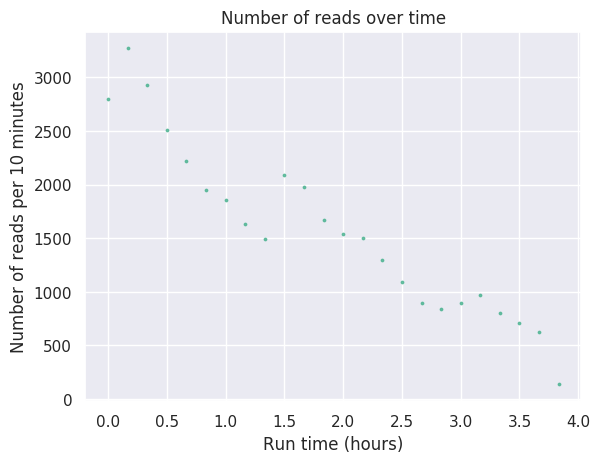 Number of reads over time
Number of reads per 10 minutes
3000
2500
2000
1500
1000
500
0
0.0 0.5 1.0 1.5 2.0 2.5 3.0 3.5 4.0
Run time (hours)